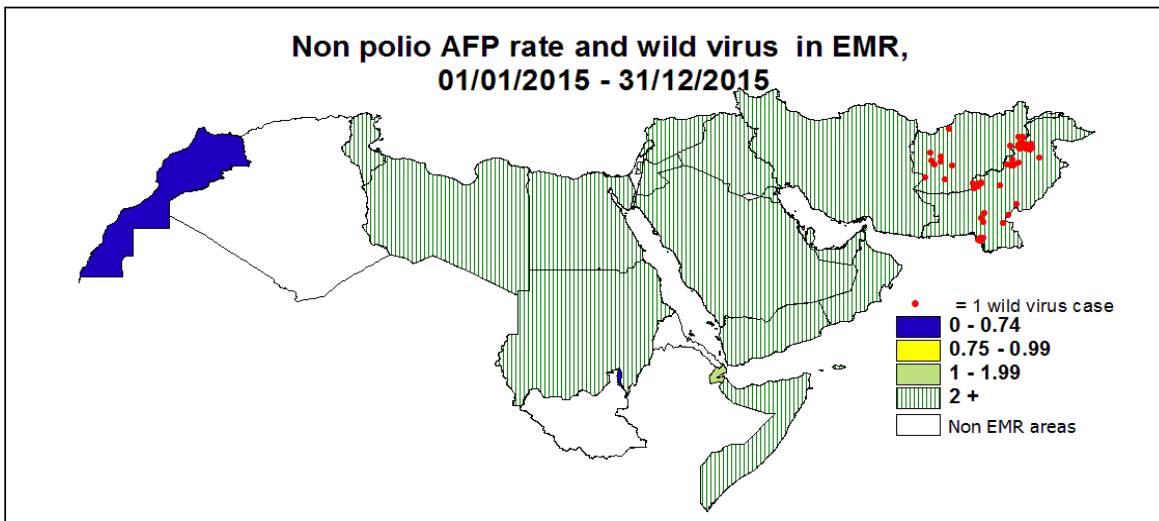 Non polio AFP rate and wild virus in EMR,
01/01/2015 - 31/12/2015
= 1 wild virus case
0 - 0.74
0.75 - 0.99
1 - 1.99
2 +
Non EMR areas